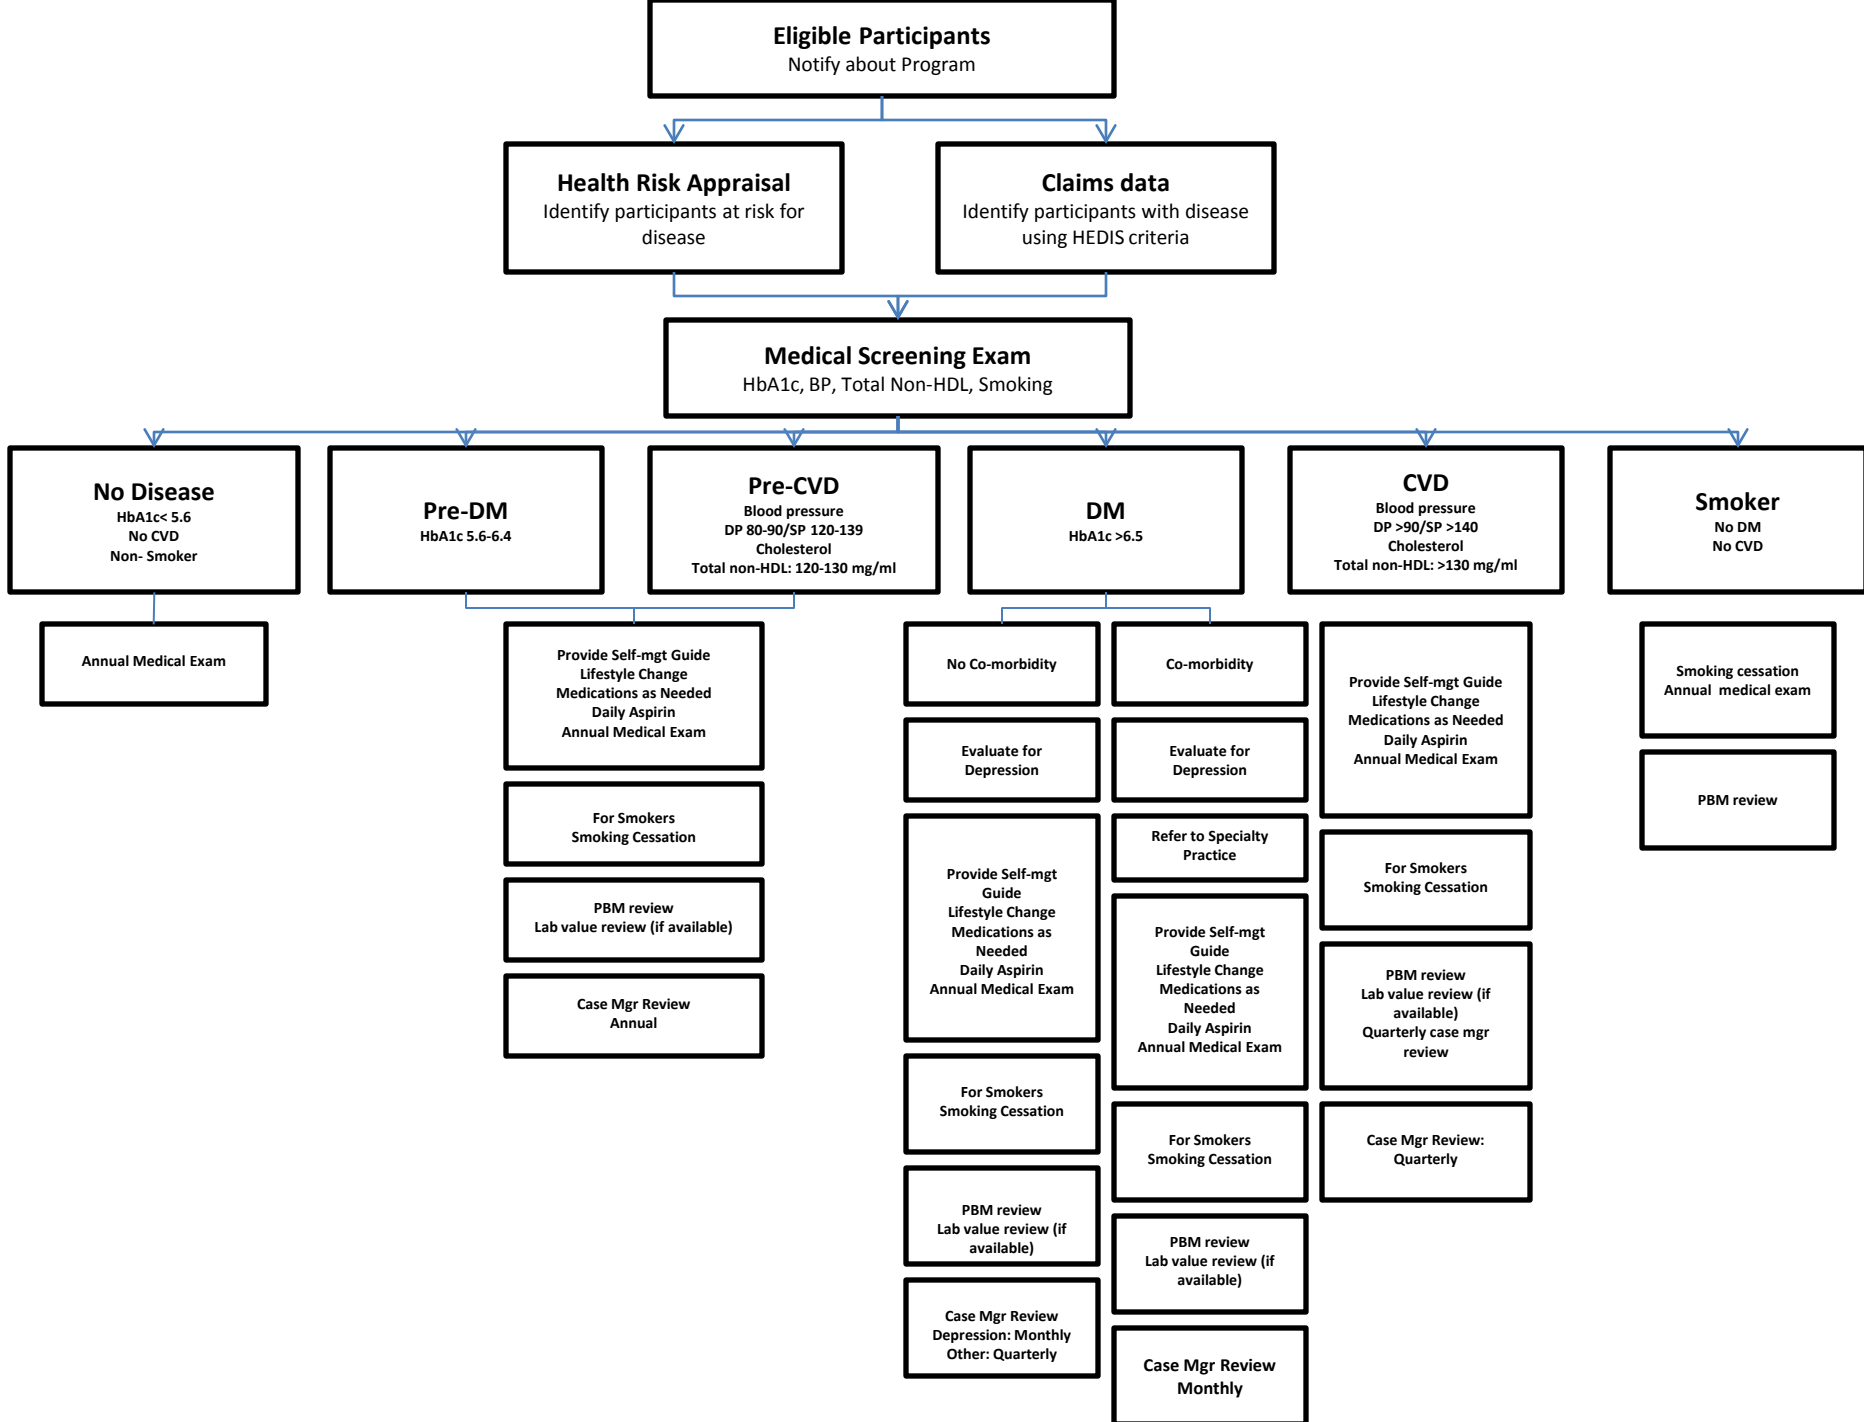 Eligible Participants
Notify about Program
Health Risk Appraisal
Identify participants at risk for
disease
Claims data
Identify participants with disease
using HEDIS criteria
Medical Screening Exam
HbA1c, BP, Total Non-HDL, Smoking
No Disease
HbA1c< 5.6
No CVD
Non- Smoker
Pre-DM
HbA1c 5.6-6.4
Pre-CVD
Blood pressure
DP 80-90/SP 120-139
Cholesterol
Total non-HDL: 120-130 mg/ml
DM
HbA1c >6.5
CVD
Blood pressure
DP >90/SP >140
Cholesterol
Total non-HDL: >130 mg/ml
Smoker
No DM
No CVD
Annual Medical Exam
Provide Self-mgt Guide
Lifestyle Change
Medications as Needed
Daily Aspirin
Annual Medical Exam
For Smokers
Smoking Cessation
PBM review
Lab value review (if available)
Case Mgr Review
Annual
No Co-morbidity
Evaluate for
Depression
Provide Self-mgt
Guide
Lifestyle Change
Medications as
Needed
Daily Aspirin
Annual Medical Exam
For Smokers
Smoking Cessation
PBM review
Lab value review (if
available)
Case Mgr Review
Depression: Monthly
Other: Quarterly
Co-morbidity
Evaluate for
Depression
Refer to Specialty
Practice
Provide Self-mgt
Guide
Lifestyle Change
Medications as
Needed
Daily Aspirin
Annual Medical Exam
For Smokers
Smoking Cessation
PBM review
Lab value review (if
available)
Case Mgr Review
Monthly
Provide Self-mgt Guide
Lifestyle Change
Medications as Needed
Daily Aspirin
Annual Medical Exam
For Smokers
Smoking Cessation
PBM review
Lab value review (if
available)
Quarterly case mgr
review
Case Mgr Review:
Quarterly
Smoking cessation
Annual  medical exam
PBM review